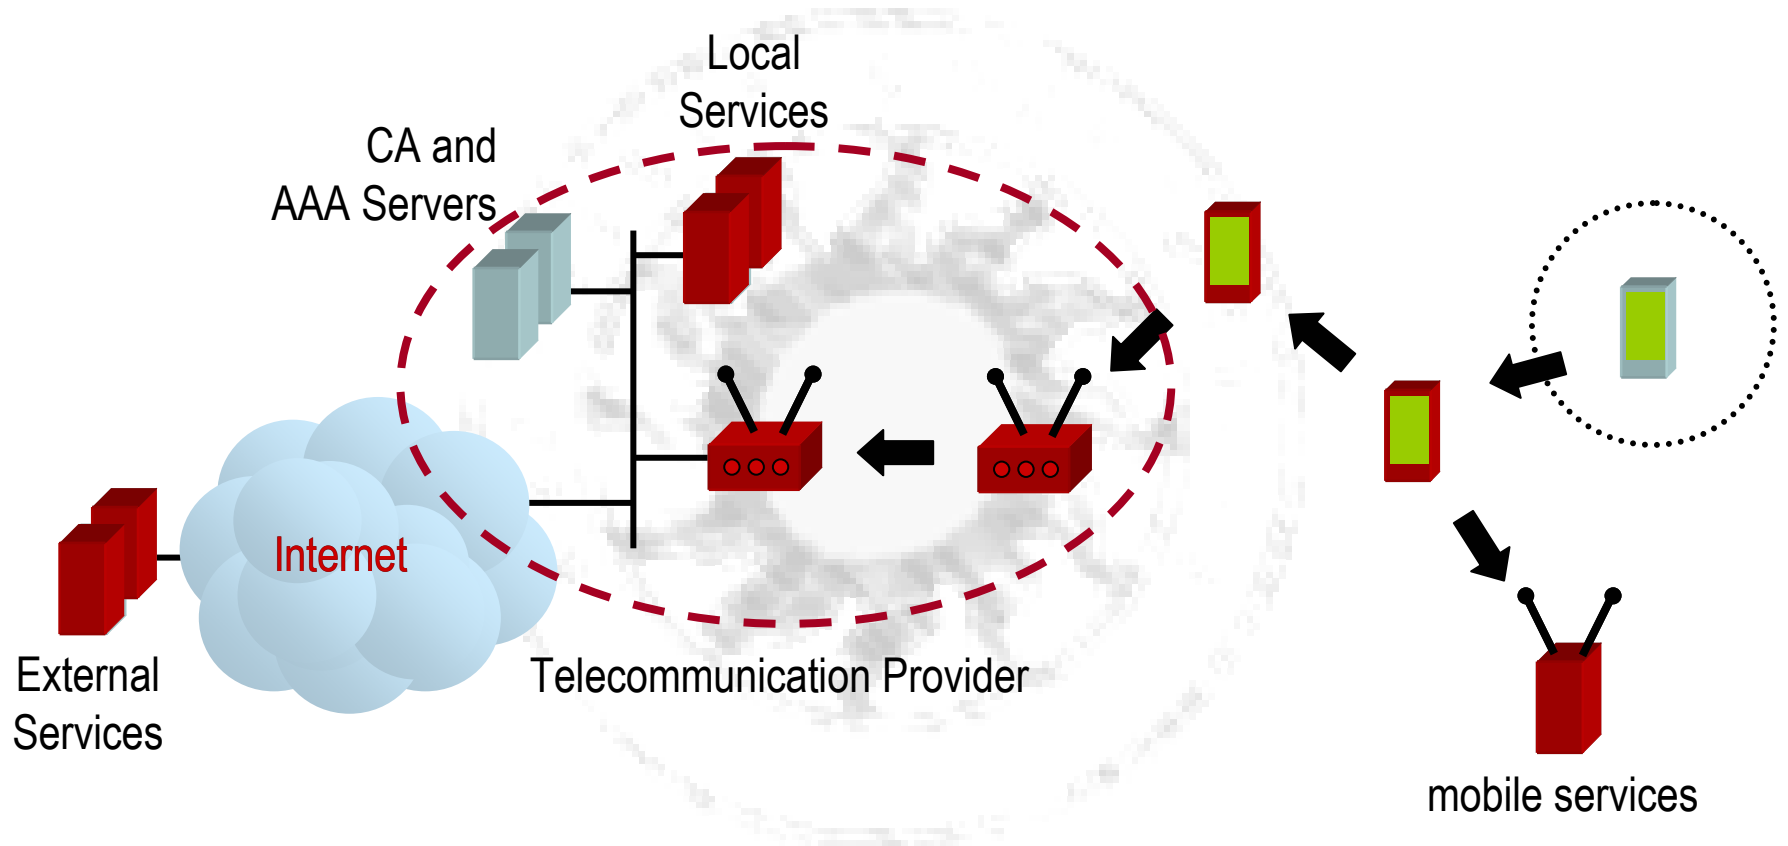 Local
Services
CA and
AAA Servers
Internet
External
Services
Telecommunication Provider
mobile services